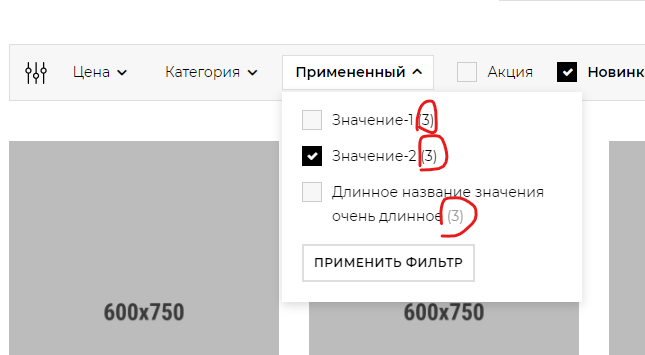 Цена Категория Примененный Акция Новинк
Значение-1 (3)
Значение-2 (3)
Длинное название значения
очень длинное (3)
ПРИМЕНИТЬ ФИЛЬТР
600x750 600x750